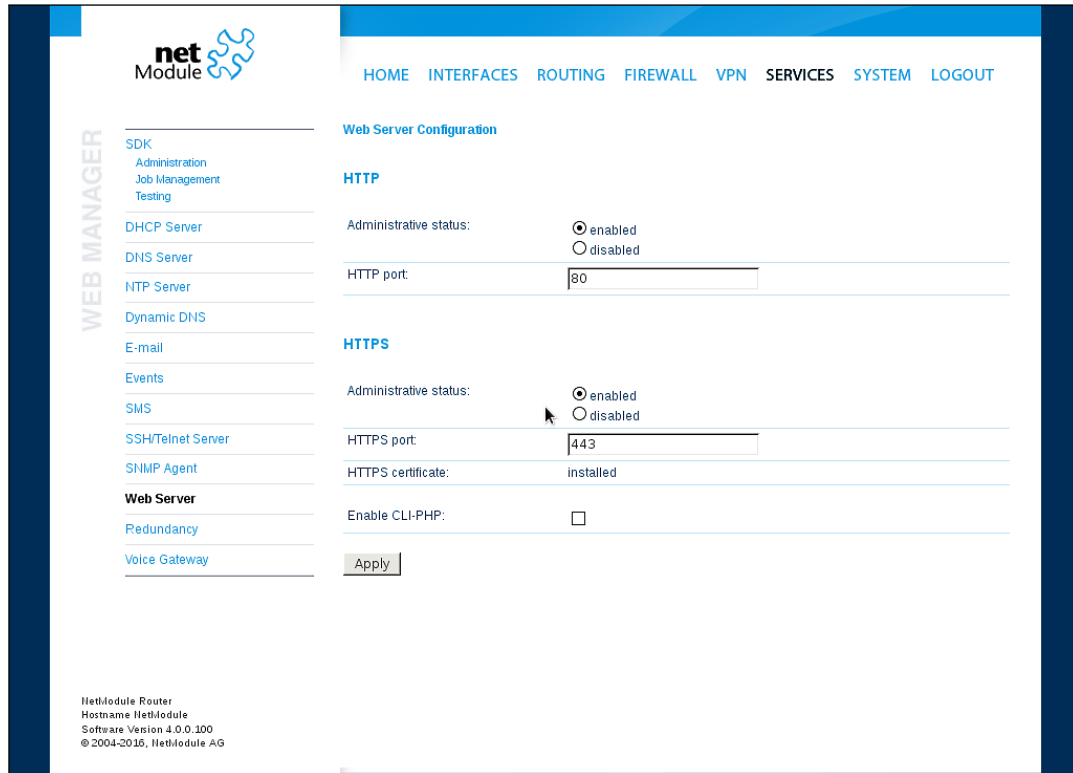 net
Module
HOME INTERFACES ROUTING FIREWALL VPN SERVICES SYSTEM LOGOUT
WEB MANAGER
SDK
Administration
Job Management
Testing
DHCP Server
DNS Server
NTP Server
Dynamic DNS
E-mail
Events
SMS
SSH/Telnet Server
SNMP Agent
Web Server
Redundancy
Voice Gateway
Web Server Configuration
HTTP
Administrative status:
enabled
disabled
HTTP port: 80
HTTPS
Administrative status:
enabled
disabled
HTTPS port: 443
HTTPS certificate: installed
Enable CLI-PHP:
Apply
NetModule Router
Hostname NetModule
Software Version 4.0.0.100
© 2004-2016, NetModule AG